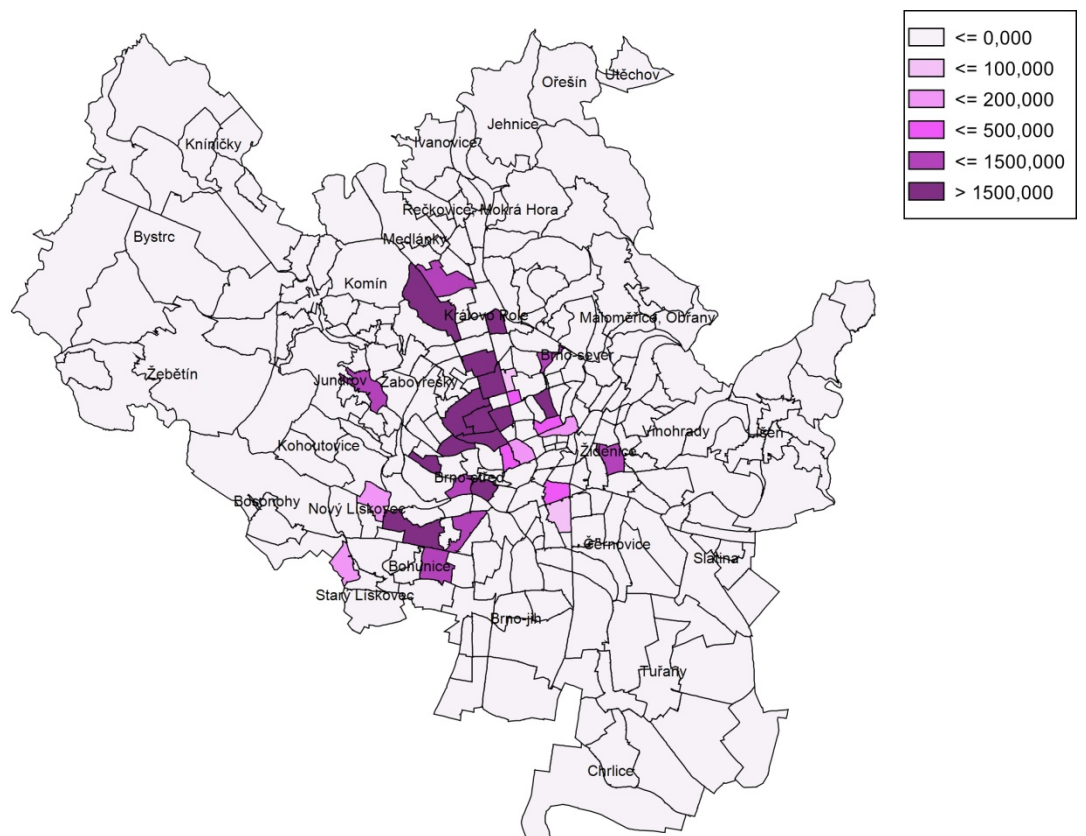 <= 0,000
<= 100,000
<= 200,000
<= 500,000
<= 1500,000
> 1500,000
Ořešín
Útěchov
Jehnice
Kníničky
Ivanovice
Řečkovice, Mokrá Hora
Bystrc
Medlánky
Komín
Královo Pole
Maloměřice, Obřany
Brno-sever
Žebětín
Jundrov
Žabovřesky
Vinohrady
Líšeň
Kohoutovice
Židenice
Brno-střed
Bosonohy
Nový Lískovec
Černovice
Slatina
Bohunice
Starý Lískovec
Brno-jih
Tuřany
Chrlice